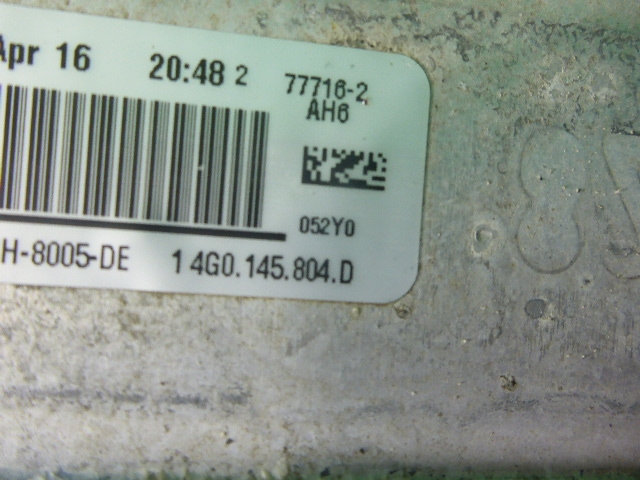 Apr 16 20:48 2 77716-2
AH6
052Y0
H-8005-DE 1 4G0.145.804.D